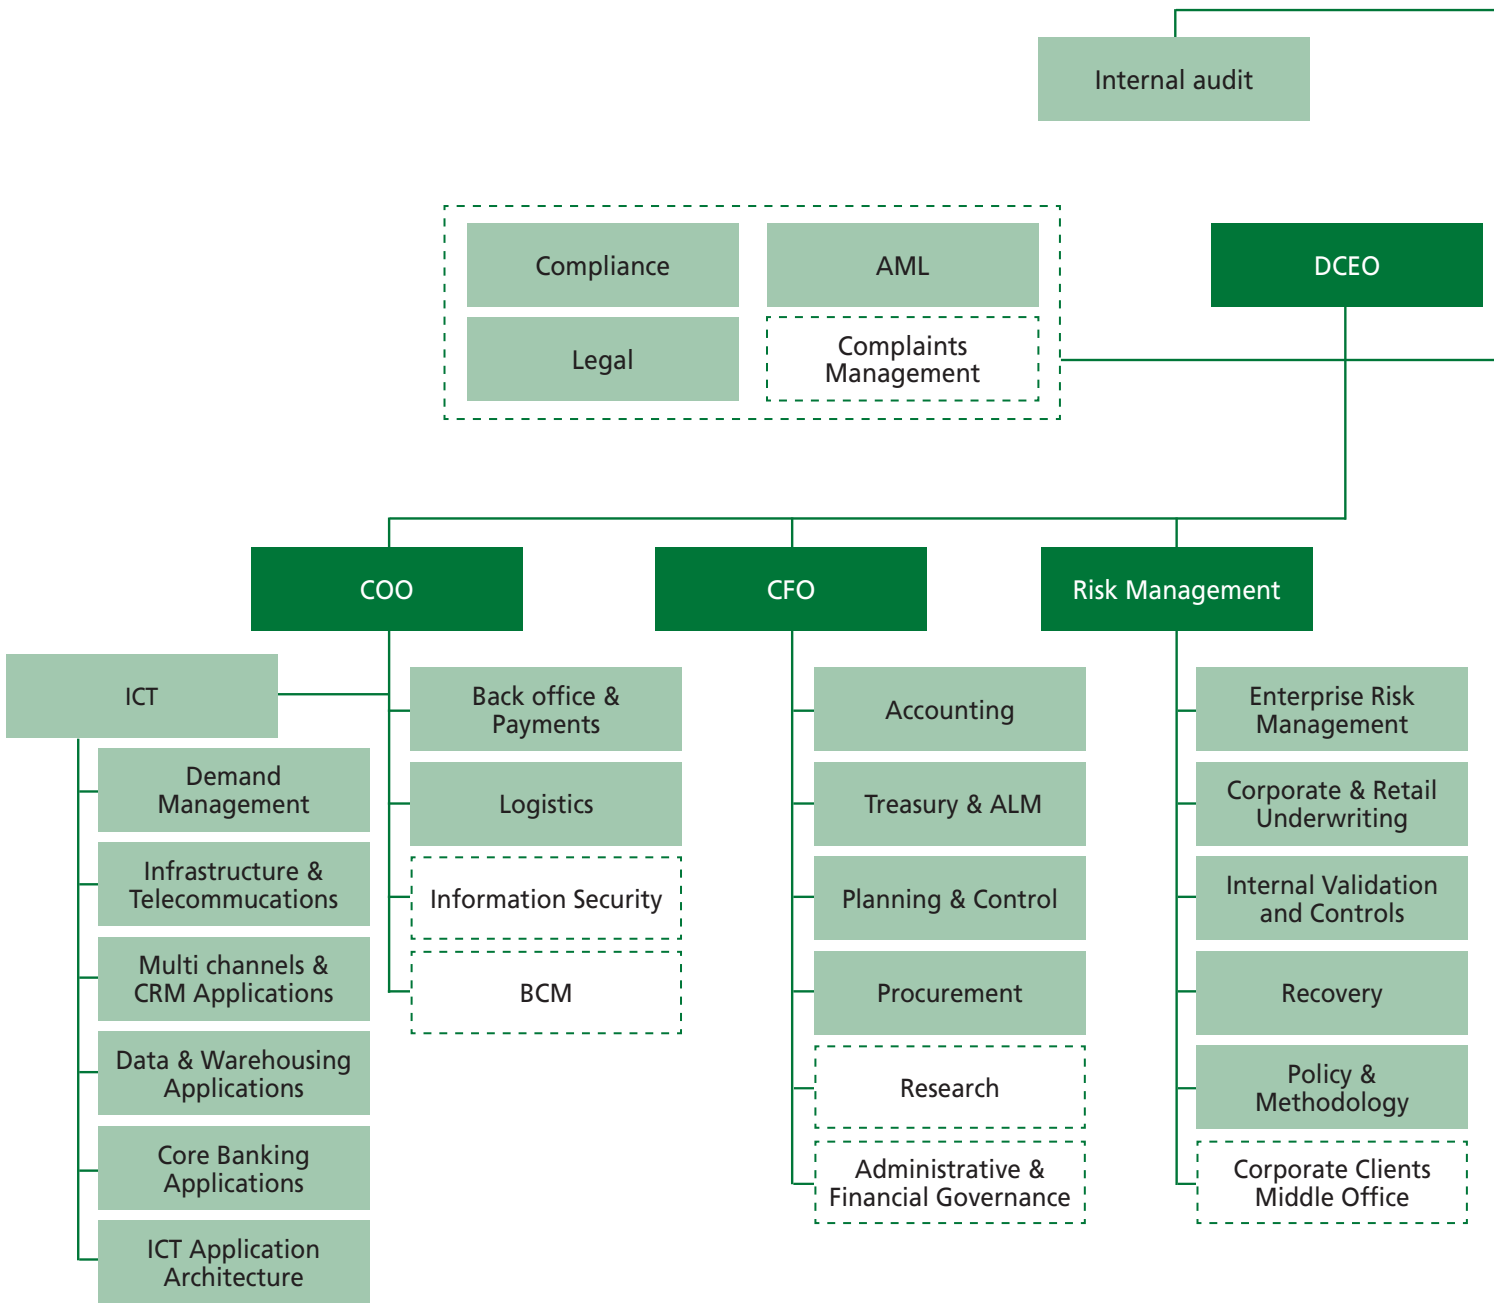 Internal audit
Compliance
AML
DCEO
Legal
Complaints
Management
COO
CFO
Risk Management
ICT
Demand
Management
Infrastructure &
Telecommucations
Multi channels &
CRM Applications
Data & Warehousing
Applications
Core Banking
Applications
ICT Application
Architecture
Back office &
Payments
Logistics
Information Security
BCM
Accounting
Treasury & ALM
Planning & Control
Procurement
Research
Administrative &
Financial Governance
Enterprise Risk
Management
Corporate & Retail
Underwriting
Internal Validation
and Controls
Recovery
Policy &
Methodology
Corporate Clients
Middle Office